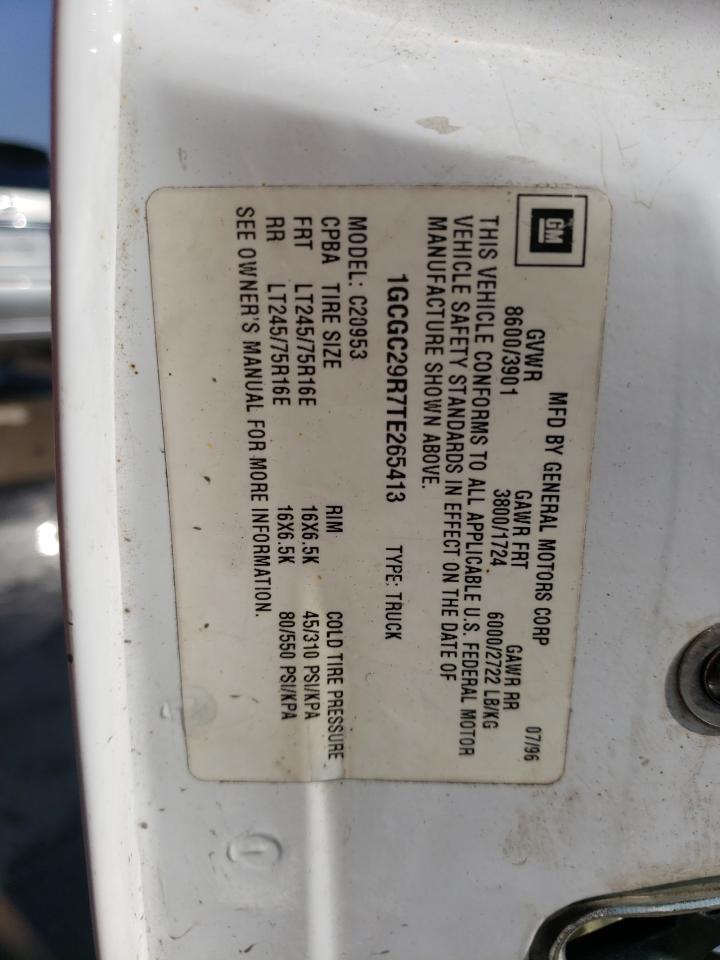 GM
MFD BY GENERAL MOTORS CORP 07/96
GVWR GAWR FRT GAWR RR
8600/3901 3800/1724 6000/2722 LB/KG
THIS VEHICLE CONFORMS TO ALL APPLICABLE U.S. FEDERAL MOTOR
VEHICLE SAFETY STANDARDS IN EFFECT ON THE DATE OF
MANUFACTURE SHOWN ABOVE.
1GCGC29R7TE265413 TYPE: TRUCK
MODEL: C20953
CPBA TIRE SIZE RIM COLD TIRE PRESSURE
FRT LT245/75R16E 16X6.5K 45/310 PSI/KPA
RR LT245/75R16E 16X6.5K 80/550 PSI/KPA
SEE OWNER'S MANUAL FOR MORE INFORMATION.